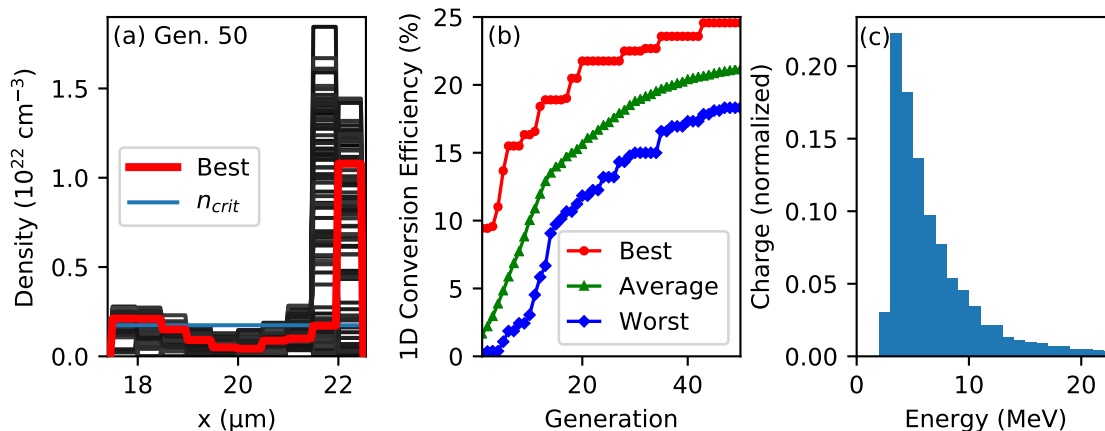 (a) Gen. 50
Density (10²² cm⁻³)
1.5
1.0
0.5
0.0
Best
n_crit
18
20
22
x (μm)
(b)
1D Conversion Efficiency (%)
25
20
15
10
5
0
Best
Average
Worst
20
40
Generation
(c)
Charge (normalized)
0.20
0.15
0.10
0.05
0.00
0
10
20
Energy (MeV)